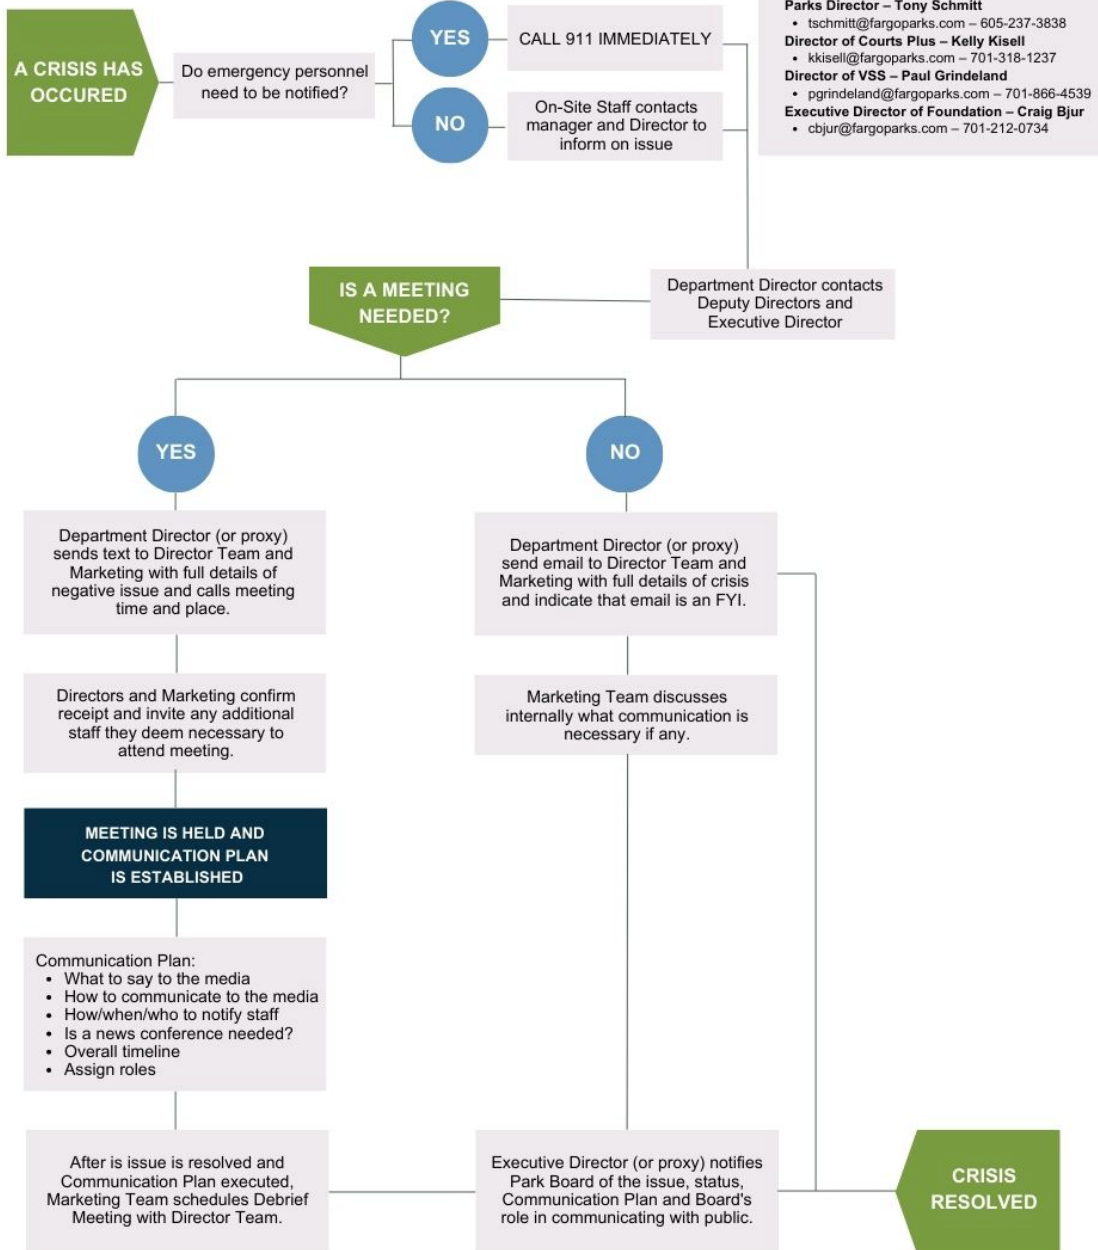 A CRISIS HAS
OCCURED
Do emergency personnel
need to be notified?
YES
CALL 911 IMMEDIATELY
NO
On-Site Staff contacts
manager and Director to
inform on issue
Parks Director – Tony Schmitt
• tschmitt@fargoparks.com – 605-237-3838
Director of Courts Plus – Kelly Kisell
• kkisell@fargoparks.com – 701-318-1237
Director of VSS – Paul Grindeland
• pgrindeland@fargoparks.com – 701-866-4539
Executive Director of Foundation – Craig Bjur
• cbjur@fargoparks.com – 701-212-0734
Department Director contacts
Deputy Directors and
Executive Director
IS A MEETING
NEEDED?
YES
Department Director (or proxy)
sends text to Director Team and
Marketing with full details of
negative issue and calls meeting
time and place.
Directors and Marketing confirm
receipt and invite any additional
staff they deem necessary to
attend meeting.
MEETING IS HELD AND
COMMUNICATION PLAN
IS ESTABLISHED
Communication Plan:
• What to say to the media
• How to communicate to the media
• How/when/who to notify staff
• Is a news conference needed?
• Overall timeline
• Assign roles
After is issue is resolved and
Communication Plan executed,
Marketing Team schedules Debrief
Meeting with Director Team.
NO
Department Director (or proxy)
send email to Director Team and
Marketing with full details of crisis
and indicate that email is an FYI.
Marketing Team discusses
internally what communication is
necessary if any.
Executive Director (or proxy) notifies
Park Board of the issue, status,
Communication Plan and Board's
role in communicating with public.
CRISIS
RESOLVED